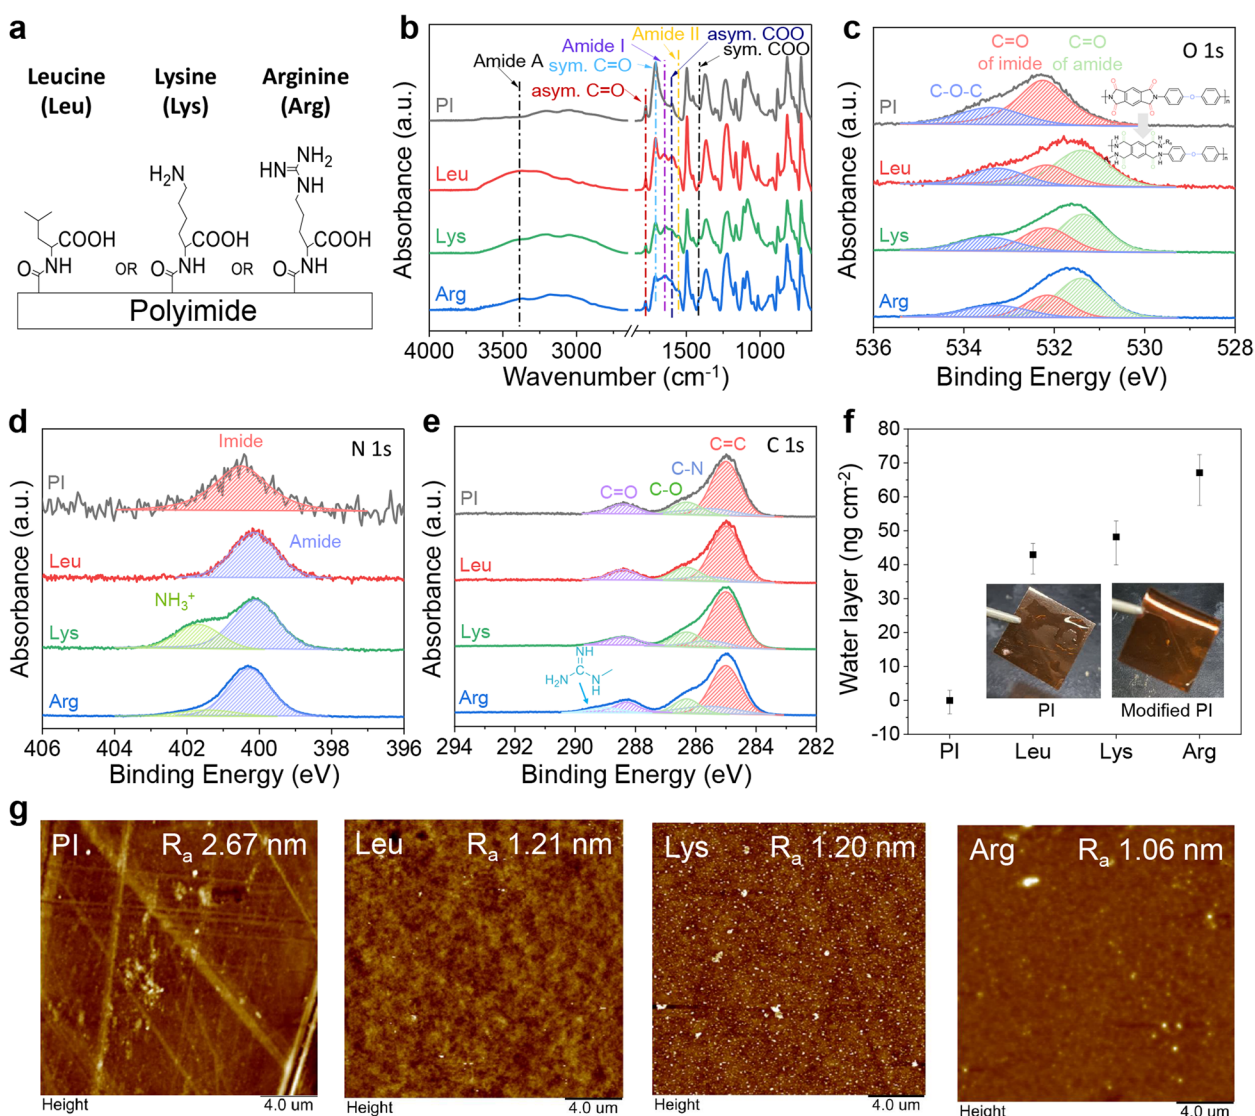 a
Leucine
(Leu)
Lysine
(Lys)
Arginine
(Arg)
NH2
HN
NH
H2N
COOH
O
NH
OR
COOH
O
NH
OR
COOH
O
NH
Polyimide
b
Amide II
asym. COO
Amide I
sym. COO
Amide A
sym. C=O
asym. C=O
PI
Leu
Lys
Arg
Absorbance (a.u.)
4000 3500 3000 1500 1000
Wavenumber (cm-1)
c
O 1s
C=O
of imide
C=O
of amide
C-O-C
PI
Leu
Lys
Arg
Absorbance (a.u.)
536 534 532 530 528
Binding Energy (eV)
d
N 1s
Imide
PI
Amide
Leu
NH3+
Lys
Arg
Absorbance (a.u.)
406 404 402 400 398 396
Binding Energy (eV)
e
C 1s
C=C
C-N
C-O
C=O
PI
Leu
Lys
NH
C
H2N
N
H
Arg
Absorbance (a.u.)
294 292 290 288 286 284 282
Binding Energy (eV)
f
Water layer (ng cm-2)
80
70
60
50
40
30
20
10
0
-10
PI
Modified PI
PI Leu Lys Arg
g
PI
Ra 2.67 nm
Height
4.0 um
Leu
Ra 1.21 nm
Height
4.0 um
Lys
Ra 1.20 nm
Height
4.0 um
Arg
Ra 1.06 nm
Height
4.0 um